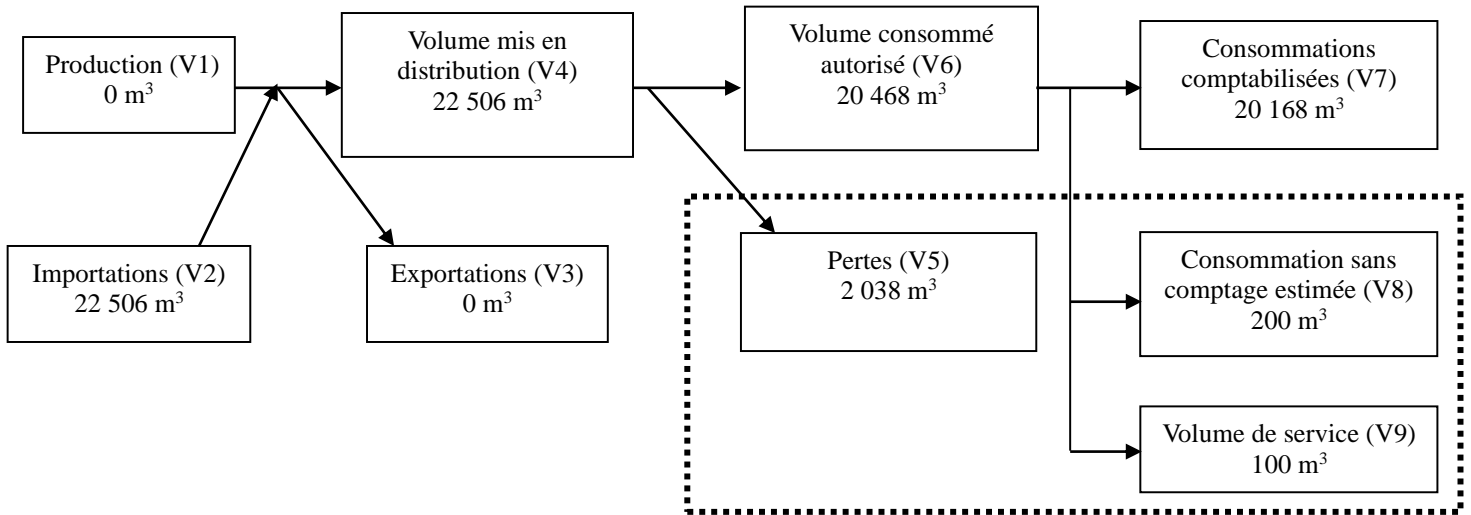 Production (V1)
0 m³
Volume mis en
distribution (V4)
22 506 m³
Volume consommé
autorisé (V6)
20 468 m³
Consommations
comptabilisées (V7)
20 168 m³
Importations (V2)
22 506 m³
Exportations (V3)
0 m³
Pertes (V5)
2 038 m³
Consommation sans
comptage estimée (V8)
200 m³
Volume de service (V9)
100 m³